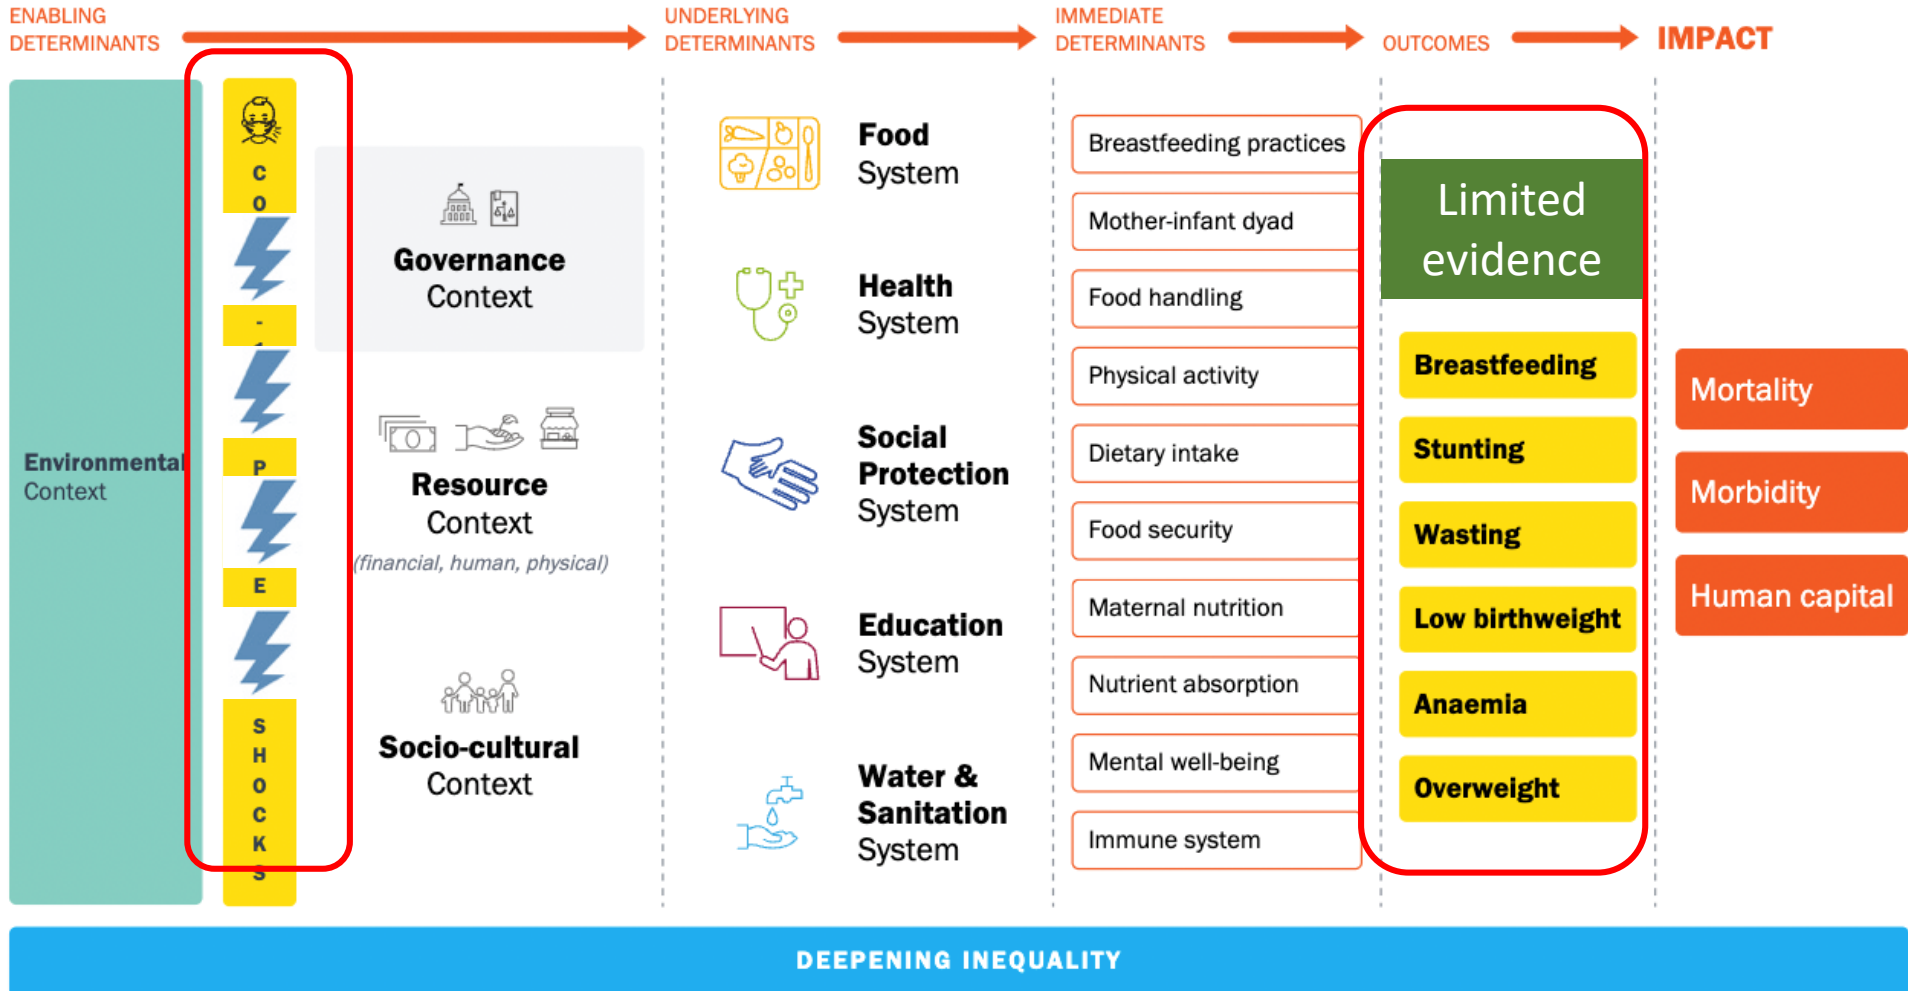 ENABLING
DETERMINANTS
UNDERLYING
DETERMINANTS
IMMEDIATE
DETERMINANTS
OUTCOMES
IMPACT
Environmental
Context
C
O
-
P
E
S
H
O
C
K
S
Governance
Context
Resource
Context
(financial, human, physical)
Socio-cultural
Context
Food
System
Health
System
Social
Protection
System
Education
System
Water &
Sanitation
System
Breastfeeding practices
Mother-infant dyad
Food handling
Physical activity
Dietary intake
Food security
Maternal nutrition
Nutrient absorption
Mental well-being
Immune system
Limited
evidence
Breastfeeding
Stunting
Wasting
Low birthweight
Anaemia
Overweight
Mortality
Morbidity
Human capital
DEEPENING INEQUALITY